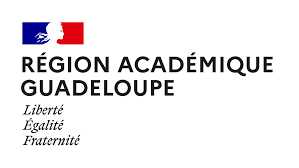 RÉGION ACADÉMIQUE
GUADELOUPE
Liberté
Égalité
Fraternité